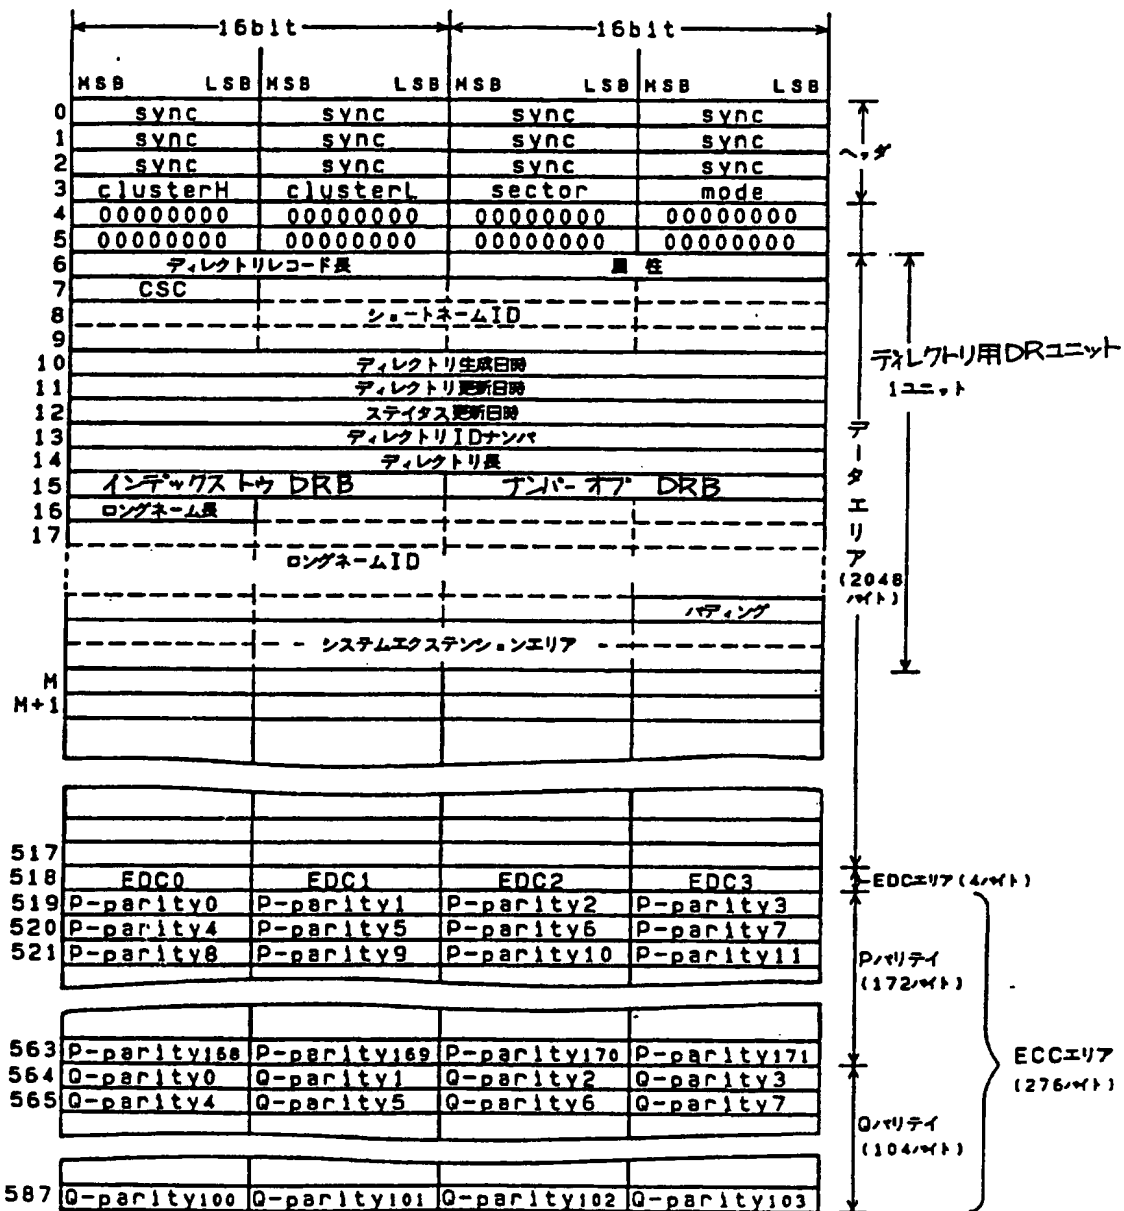 16bit 16bit
MSB LSB MSB LSB MSB LSB MSB LSB
0 sync sync sync sync
1 sync sync sync sync
2 sync sync sync sync
ヘッダ
3 clusterH clusterL sector mode
4 00000000 00000000 00000000 00000000
5 00000000 00000000 00000000 00000000
6 ディレクトリレコード長 属性
7 CSC
8 ショートネームID
9
10 ディレクトリ生成日時
ディレクトリ用DRユニット
11 ディレクトリ更新日時
1ユニット
12 ステイタス更新日時
13 ディレクトリIDナンバ
14 ディレクトリ長
15 インデックストゥ DRB ナンバーオブ DRB
16 ロングネーム長
17
ロングネームID
データエリア
(2048
バイト)
パディング
システムエクステンションエリア
M
M+1
517
518 EDC0 EDC1 EDC2 EDC3
EDCエリア(4バイト)
519 P-parity0 P-parity1 P-parity2 P-parity3
520 P-parity4 P-parity5 P-parity6 P-parity7
521 P-parity8 P-parity9 P-parity10 P-parity11
Pパリテイ
(172バイト)
563 P-parity168 P-parity169 P-parity170 P-parity171
564 Q-parity0 Q-parity1 Q-parity2 Q-parity3
565 Q-parity4 Q-parity5 Q-parity6 Q-parity7
ECCエリア
(276バイト)
Qパリテイ
(104バイト)
587 Q-parity100 Q-parity101 Q-parity102 Q-parity103